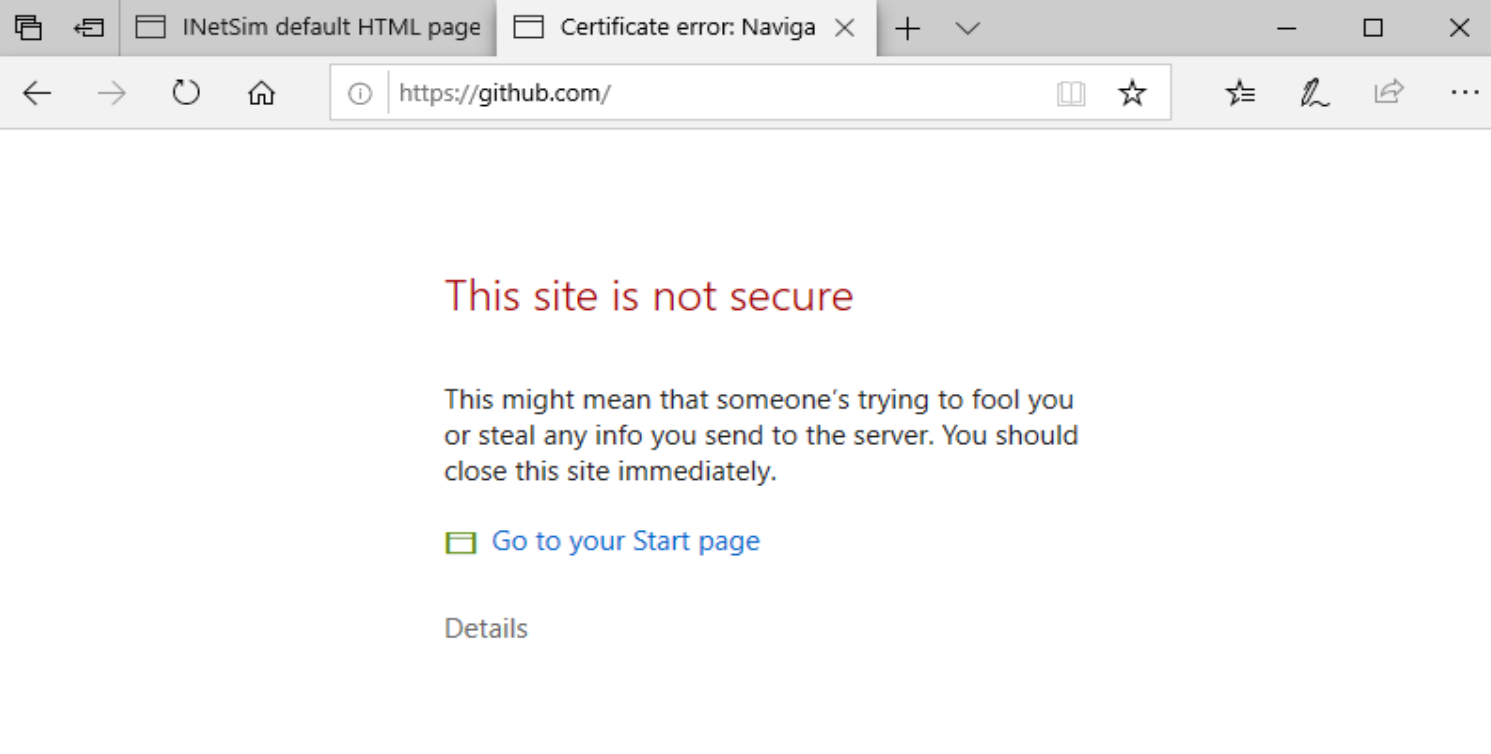 INetSim default HTML page
Certificate error: Naviga
https://github.com/
This site is not secure
This might mean that someone's trying to fool you
or steal any info you send to the server. You should
close this site immediately.
Go to your Start page
Details